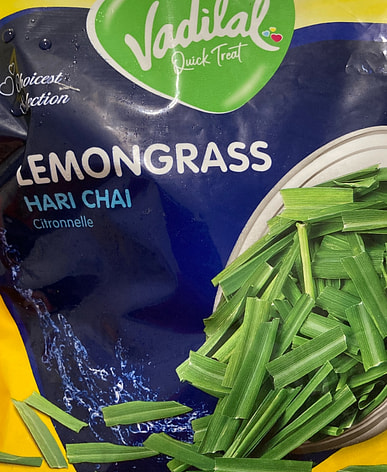 Vadilal
Quick Treat
Choicest
Selection
LEMONGRASS
HARI CHAI
Citronnelle